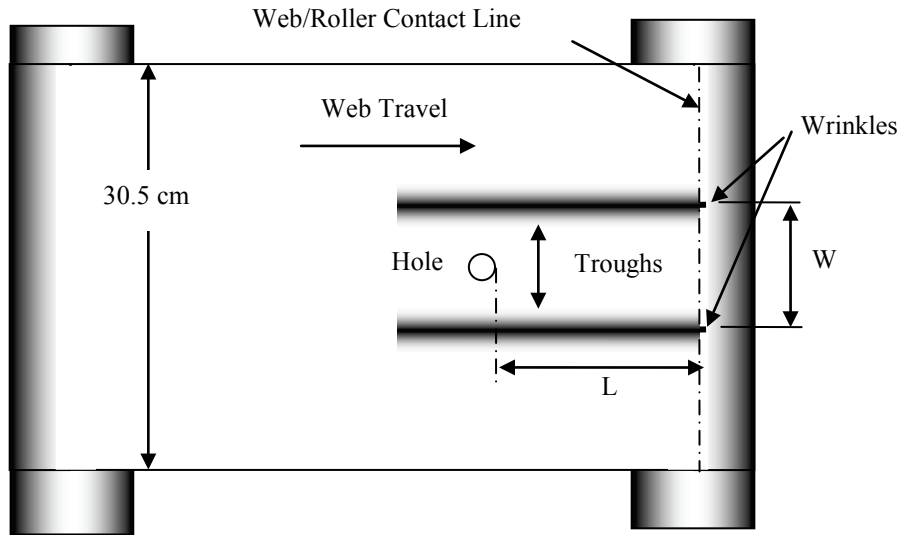 Web/Roller Contact Line
Web Travel
Wrinkles
30.5 cm
Hole
Troughs
W
L